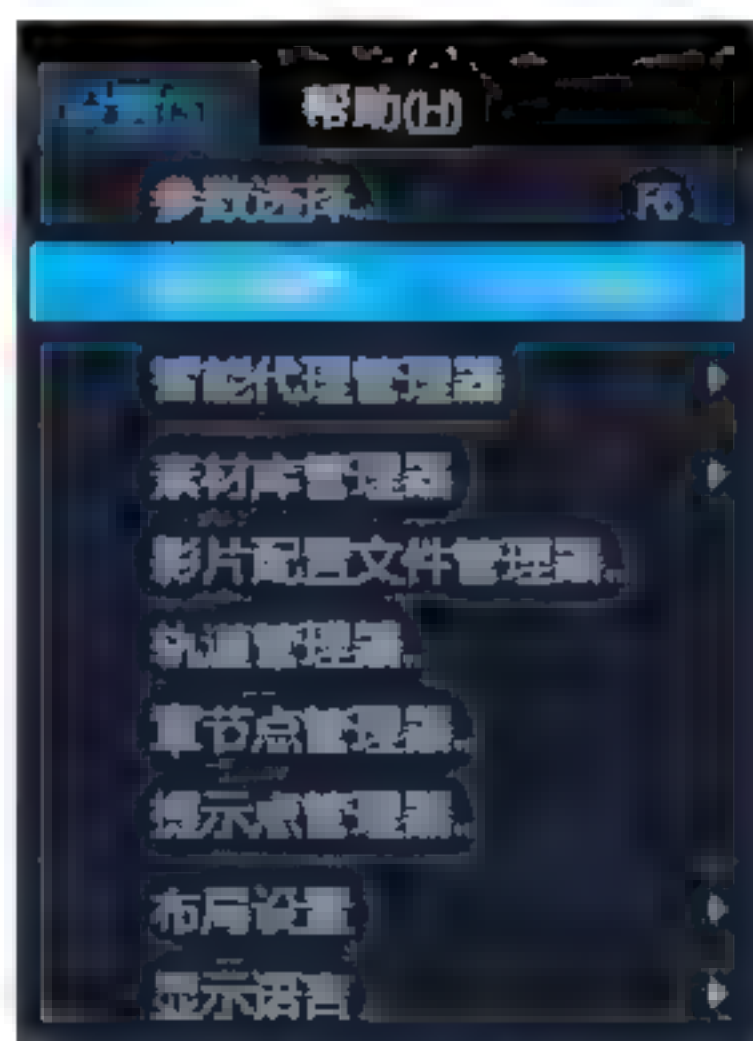 帮助(H)
参数选择... F6
智能代理管理器
素材库管理器
影片配置文件管理器...
轨道管理器...
章节点管理器...
提示点管理器...
布局设置
显示语言